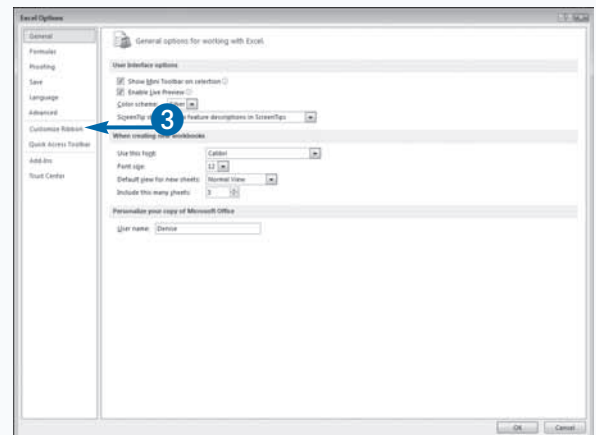 Excel Options
General
Formulas
Proofing
Save
Language
Advanced
Customize Ribbon
Quick Access Toolbar
Add-Ins
Trust Center
General options for working with Excel.
User Interface options
Show Mini Toolbar on selection
Enable Live Preview
Color scheme: Silver
ScreenTip feature descriptions in ScreenTips
3
When creating new workbooks
Use this font: Calibri
Font size: 12
Default view for new sheets: Normal View
Include this many sheets: 3
Personalize your copy of Microsoft Office
User name: Denise
OK Cancel